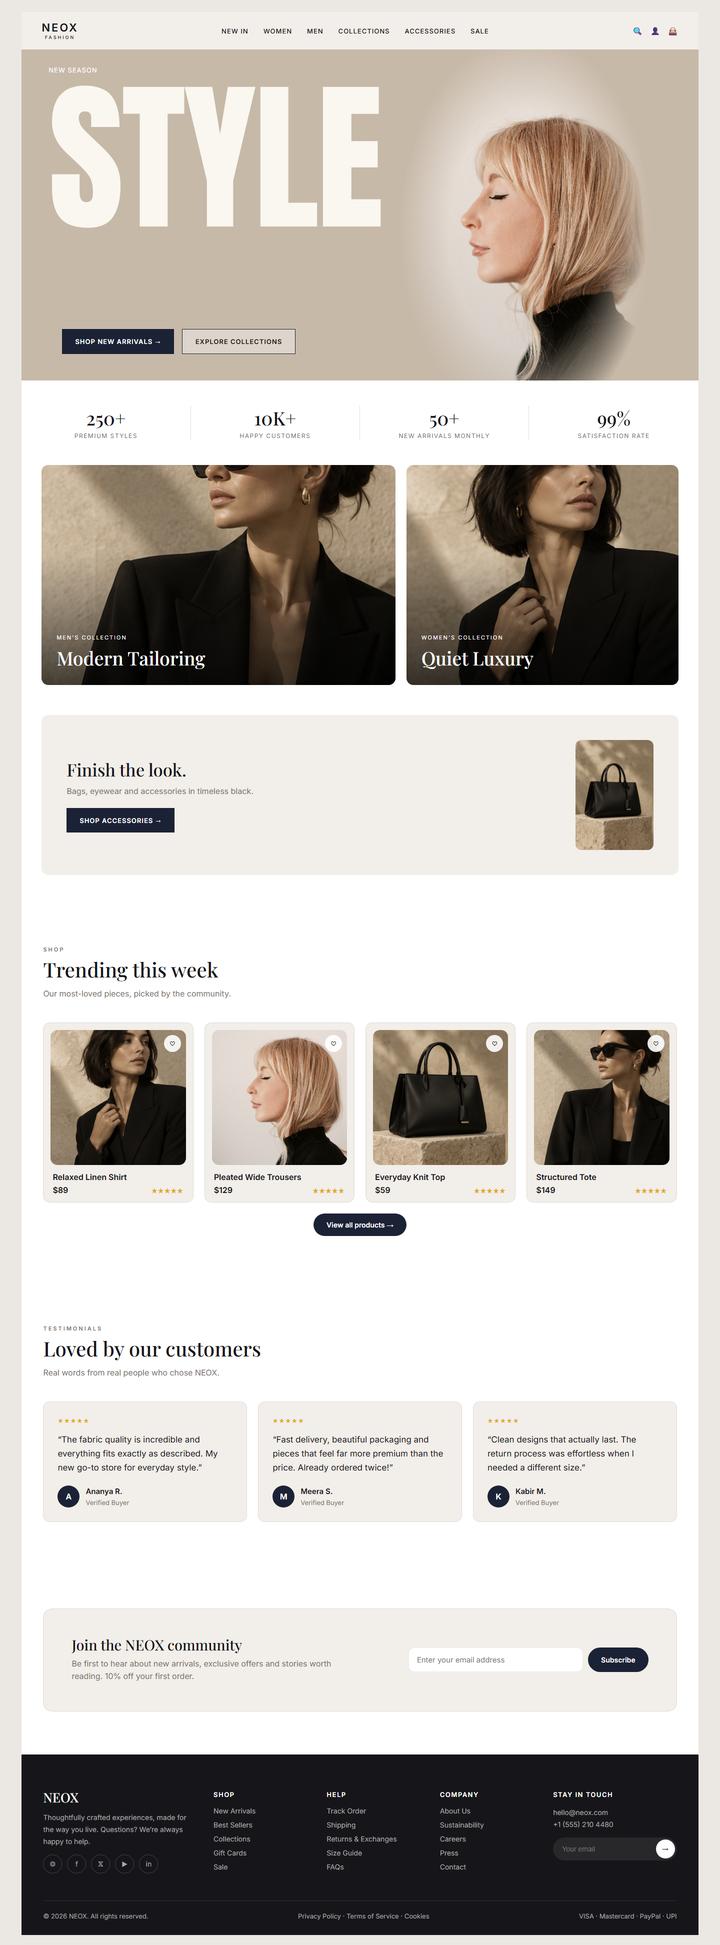 NEOX
FASHION
NEW IN
WOMEN
MEN
COLLECTIONS
ACCESSORIES
SALE
NEW SEASON
STYLE
SHOP NEW ARRIVALS →
EXPLORE COLLECTIONS
250+
PREMIUM STYLES
10K+
HAPPY CUSTOMERS
50+
NEW ARRIVALS MONTHLY
99%
SATISFACTION RATE
MEN'S COLLECTION
Modern Tailoring
WOMEN'S COLLECTION
Quiet Luxury
Finish the look.
Bags, eyewear and accessories in timeless black.
SHOP ACCESSORIES →
SHOP
Trending this week
Our most-loved pieces, picked by the community.
Relaxed Linen Shirt
$89 ★★★★★
Pleated Wide Trousers
$129 ★★★★★
Everyday Knit Top
$59 ★★★★★
Structured Tote
$149 ★★★★★
View all products →
TESTIMONIALS
Loved by our customers
Real words from real people who chose NEOX.
★★★★★
“The fabric quality is incredible and
everything fits exactly as described. My
new go-to store for everyday style.”
A
Ananya R.
Verified Buyer
★★★★★
“Fast delivery, beautiful packaging and
pieces that feel far more premium than the
price. Already ordered twice!”
M
Meera S.
Verified Buyer
★★★★★
“Clean designs that actually last. The
return process was effortless when I
needed a different size.”
K
Kabir M.
Verified Buyer
Join the NEOX community
Be first to hear about new arrivals, exclusive offers and stories worth
reading. 10% off your first order.
Enter your email address
Subscribe
NEOX
Thoughtfully crafted experiences, made for
the way you live. Questions? We're always
happy to help.
f
𝕏
in
SHOP
New Arrivals
Best Sellers
Collections
Gift Cards
Sale
HELP
Track Order
Shipping
Returns & Exchanges
Size Guide
FAQs
COMPANY
About Us
Sustainability
Careers
Press
Contact
STAY IN TOUCH
hello@neox.com
+1 (555) 210 4480
Your email
→
© 2026 NEOX. All rights reserved.
Privacy Policy · Terms of Service · Cookies
VISA · Mastercard · PayPal · UPI